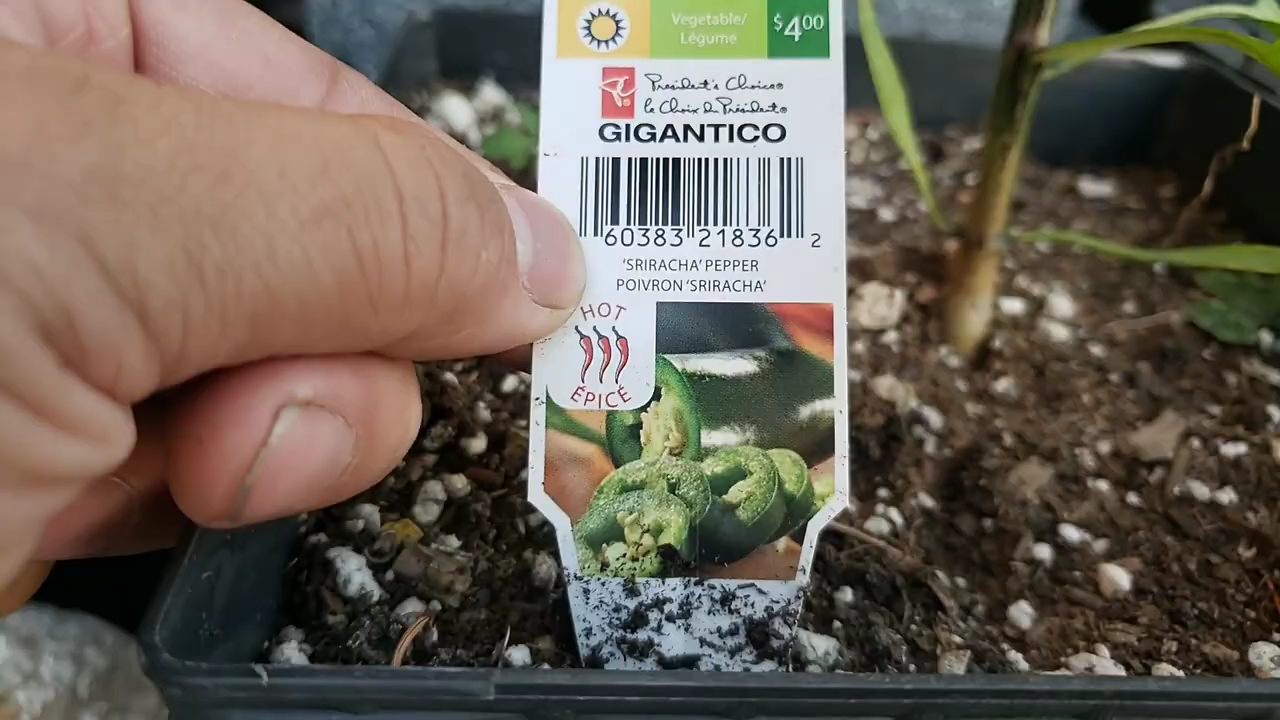 Vegetable/
Légume
$4.00
President's Choice®
le Choix du Président®
GIGANTICO
60383 21836 2
'SRIRACHA' PEPPER
POIVRON 'SRIRACHA'
HOT
ÉPICÉ